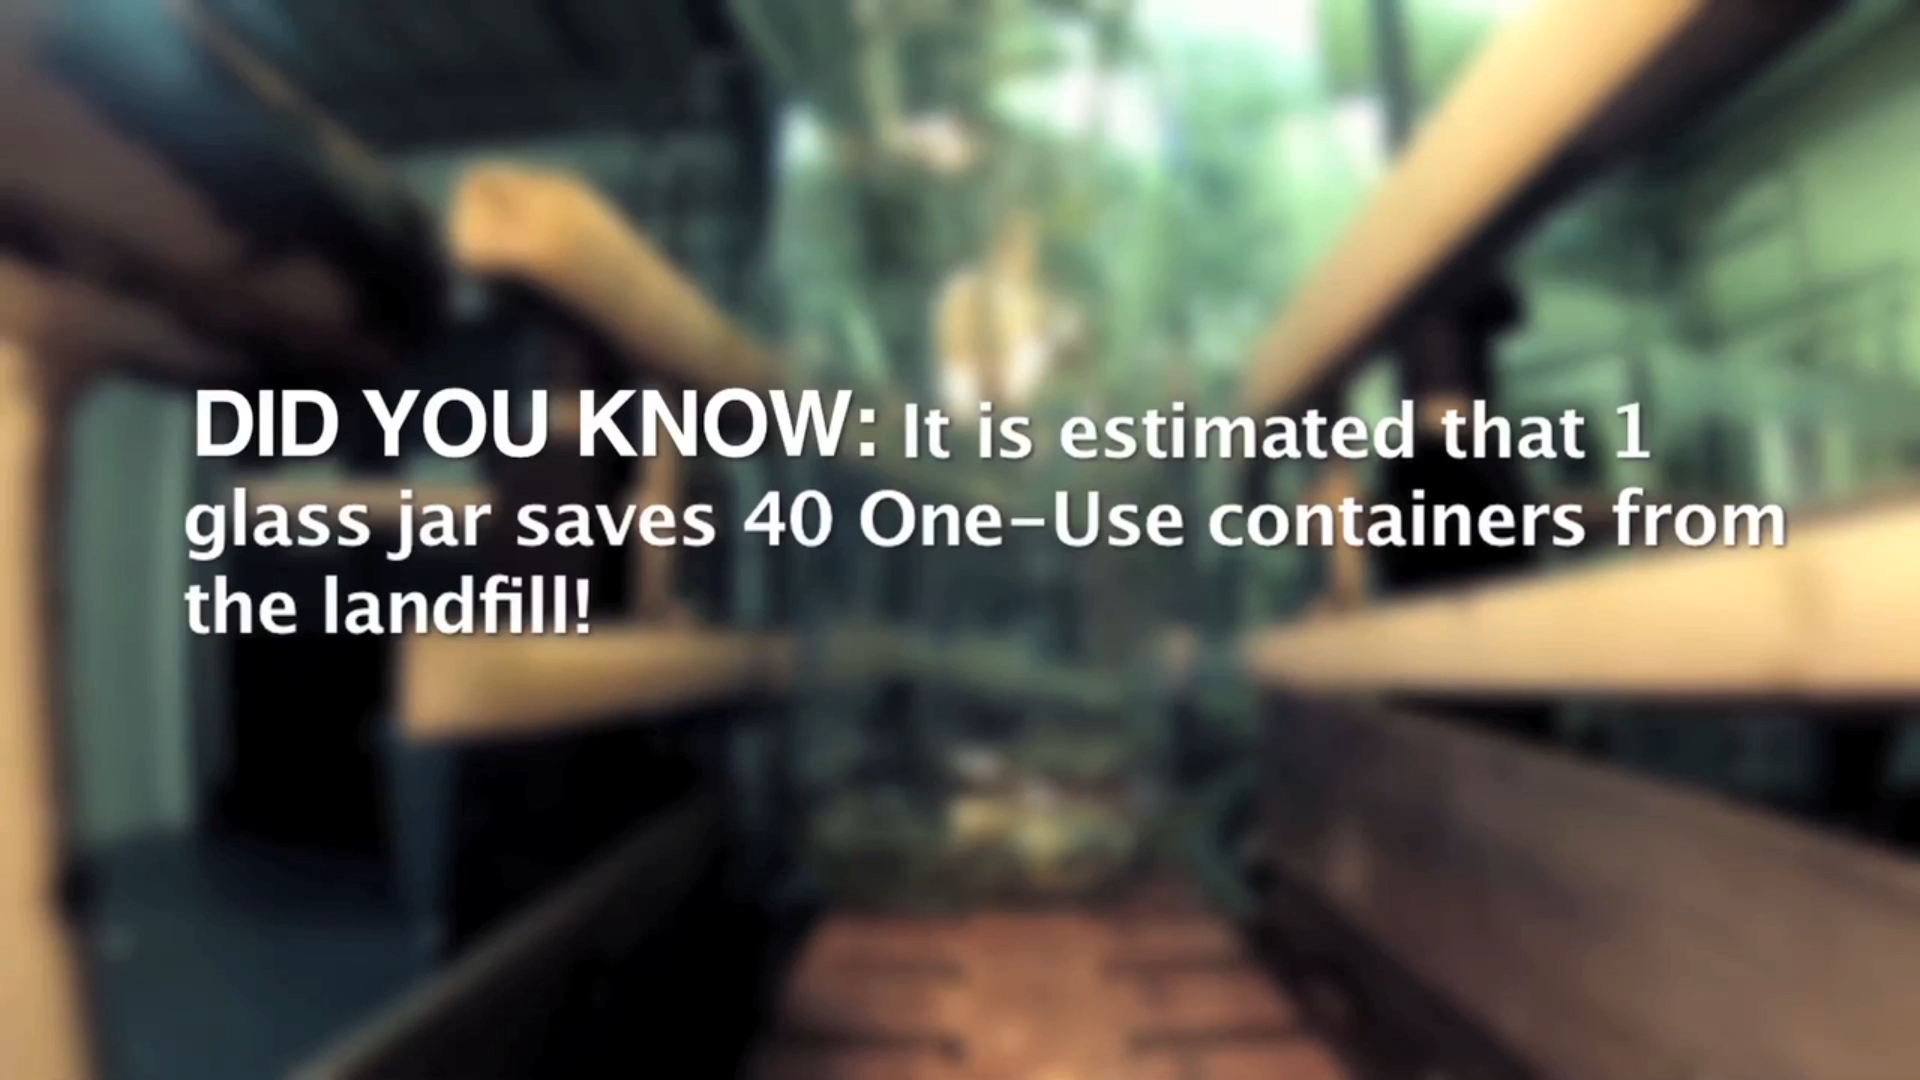 DID YOU KNOW: It is estimated that 1
glass jar saves 40 One-Use containers from
the landfill!